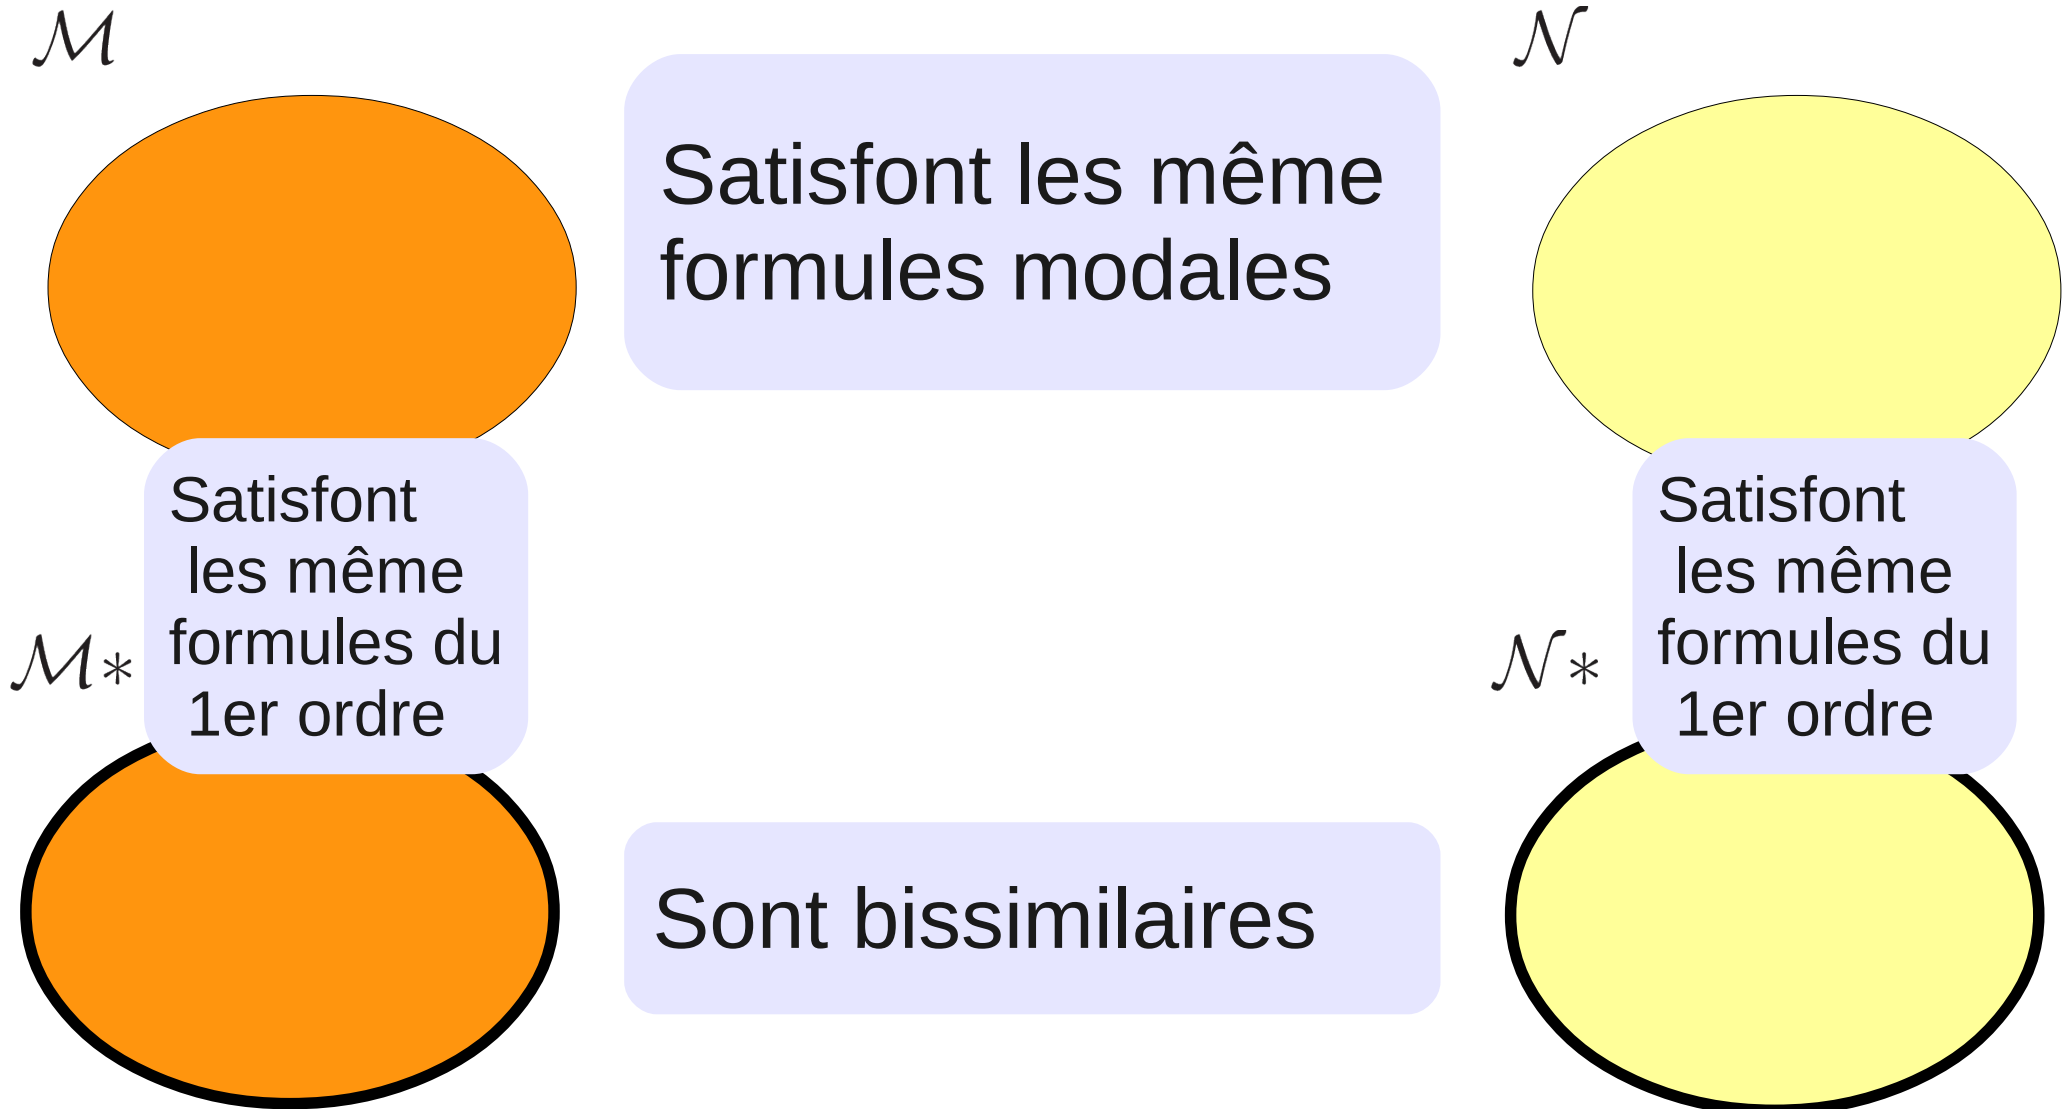 ℳ
𝒩
Satisfont les même
formules modales
Satisfont
les même
formules du
1er ordre
Satisfont
les même
formules du
1er ordre
ℳ*
𝒩*
Sont bissimilaires